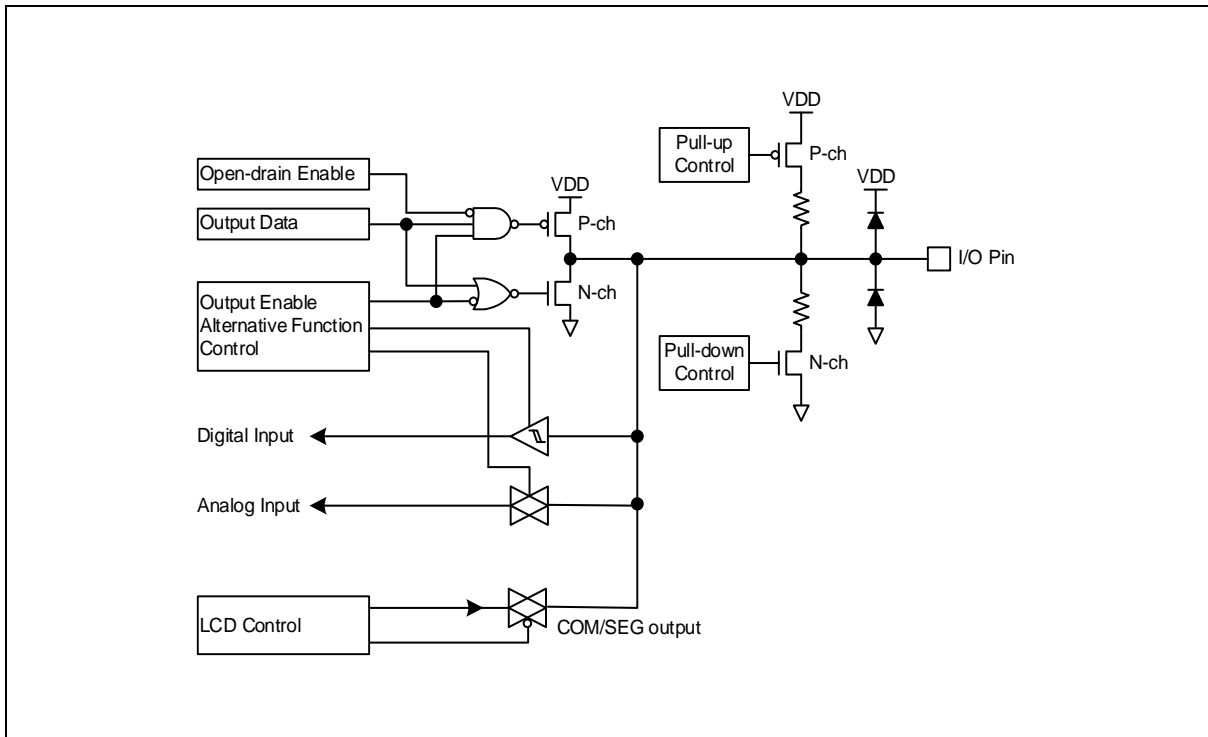 VDD
Pull-up
Control
P-ch
Open-drain Enable
VDD
VDD
Output Data
P-ch
I/O Pin
Output Enable
Alternative Function
Control
N-ch
Pull-down
Control
N-ch
Digital Input
Analog Input
LCD Control
COM/SEG output